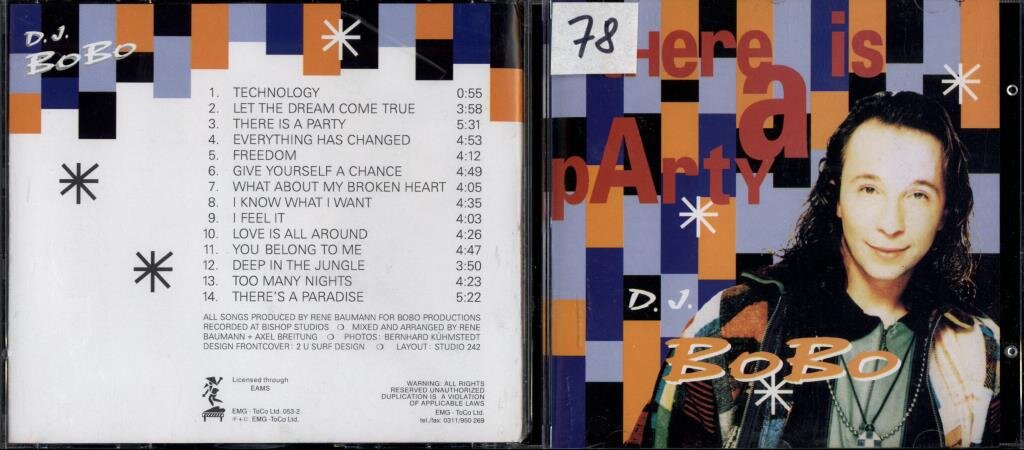 D.J.
BoBo
1. TECHNOLOGY 0:55
2. LET THE DREAM COME TRUE 3:58
3. THERE IS A PARTY 5:31
4. EVERYTHING HAS CHANGED 4:53
5. FREEDOM 4:12
6. GIVE YOURSELF A CHANCE 4:49
7. WHAT ABOUT MY BROKEN HEART 4:05
8. I KNOW WHAT I WANT 4:35
9. I FEEL IT 4:03
10. LOVE IS ALL AROUND 4:26
11. YOU BELONG TO ME 4:47
12. DEEP IN THE JUNGLE 3:50
13. TOO MANY NIGHTS 4:23
14. THERE'S A PARADISE 5:22
ALL SONGS PRODUCED BY RENE BAUMANN FOR BOBO PRODUCTIONS
RECORDED AT BISHOP STUDIOS ❍ MIXED AND ARRANGED BY RENE
BAUMANN + AXEL BREITUNG ❍ PHOTOS: BERNHARD KÜHMSTEDT
DESIGN FRONTCOVER: 2 U SURF DESIGN ❍ LAYOUT: STUDIO 242
Licensed through
EAMS
EMG - ToCo Ltd. 053-2
EMG - ToCo Ltd.
WARNING: ALL RIGHTS
RESERVED UNAUTHORIZED
DUPLICATION IS A VIOLATION
OF APPLICABLE LAWS
EMG - ToCo Ltd.
tel./fax: 0311/950 269
78
tHere is
a
pArtY
D.J.
BoBo